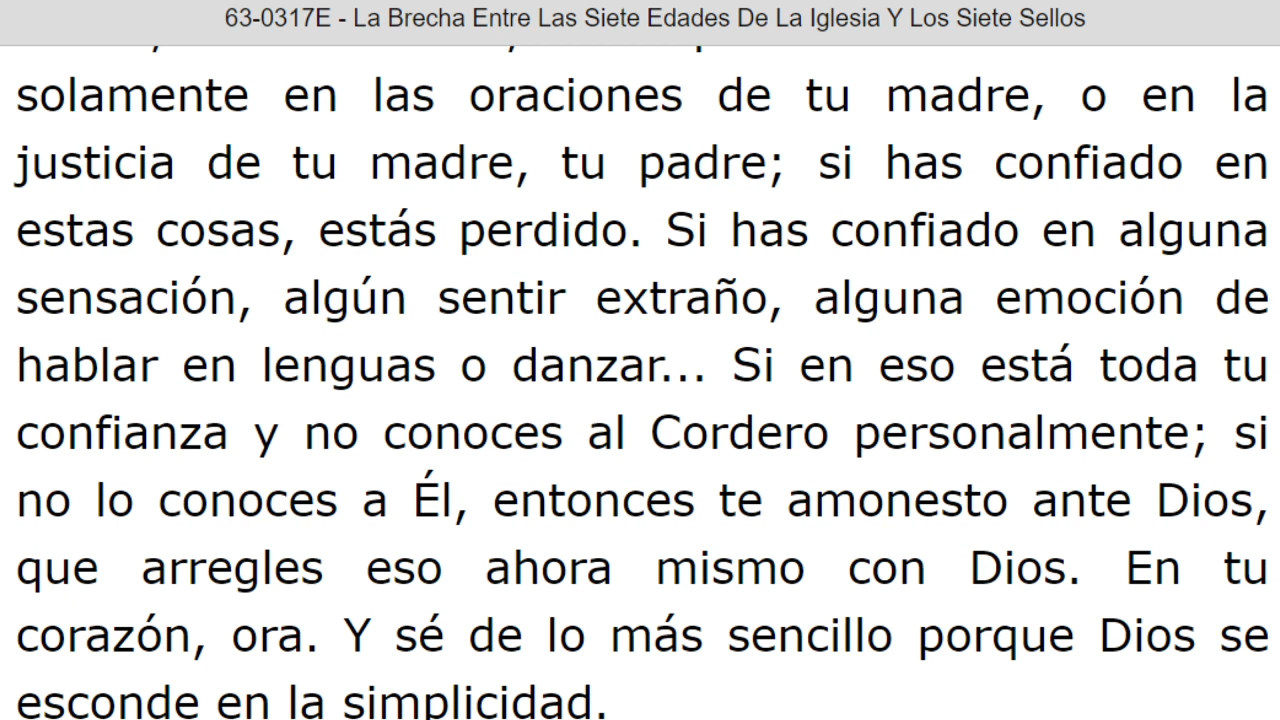 63-0317E - La Brecha Entre Las Siete Edades De La Iglesia Y Los Siete Sellos
solamente en las oraciones de tu madre, o en la
justicia de tu madre, tu padre; si has confiado en
estas cosas, estás perdido. Si has confiado en alguna
sensación, algún sentir extraño, alguna emoción de
hablar en lenguas o danzar... Si en eso está toda tu
confianza y no conoces al Cordero personalmente; si
no lo conoces a Él, entonces te amonesto ante Dios,
que arregles eso ahora mismo con Dios. En tu
corazón, ora. Y sé de lo más sencillo porque Dios se
esconde en la simplicidad.